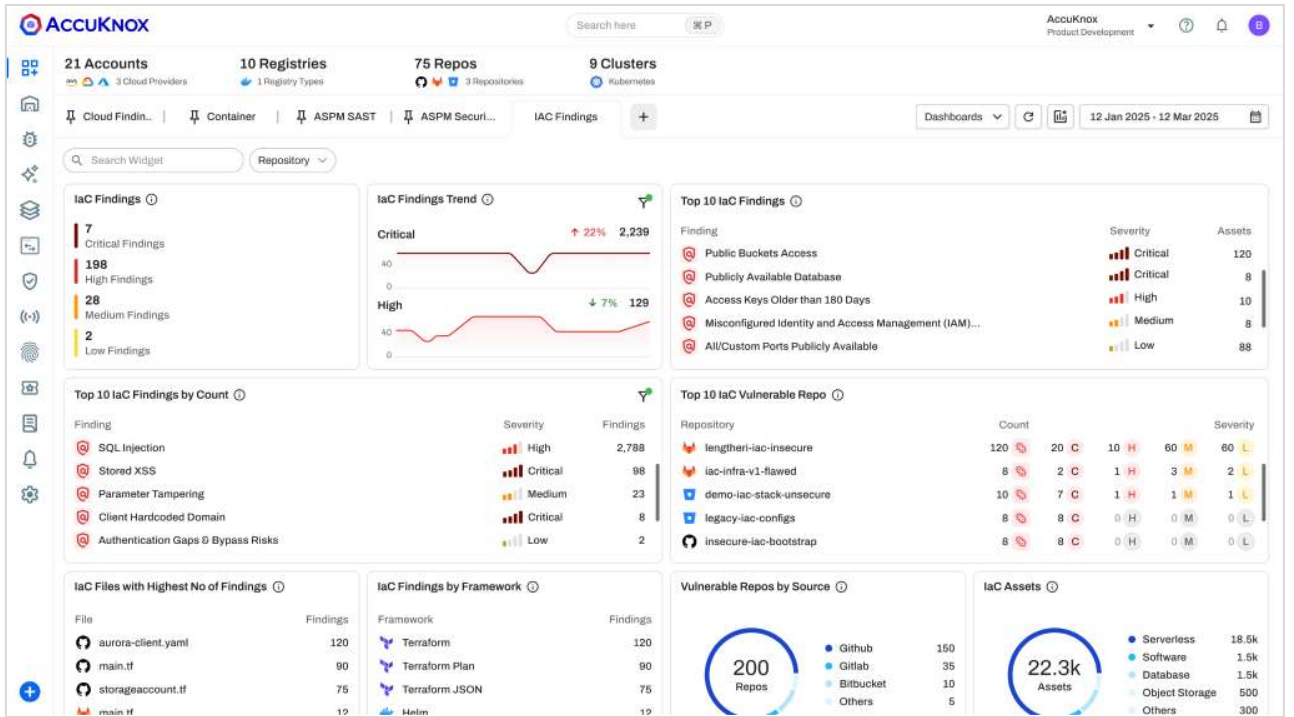 ACCUKNOX
Search here
⌘ P
AccuKnox
Product Development
B
21 Accounts
3 Cloud Providers
10 Registries
1 Registry Types
75 Repos
3 Repositories
9 Clusters
Kubernetes
Cloud Findin..
Container
ASPM SAST
ASPM Securi...
IAC Findings
+
Dashboards
12 Jan 2025 - 12 Mar 2025
Search Widget
Repository
IaC Findings
7
Critical Findings
198
High Findings
28
Medium Findings
2
Low Findings
IaC Findings Trend
Critical ↑ 22% 2,239
40
0
High ↓ 7% 129
40
0
Top 10 IaC Findings
Finding Severity Assets
Public Buckets Access Critical 120
Publicly Available Database Critical 8
Access Keys Older than 180 Days High 10
Misconfigured Identity and Access Management (IAM)... Medium 8
All/Custom Ports Publicly Available Low 88
Top 10 IaC Findings by Count
Finding Severity Findings
SQL Injection High 2,788
Stored XSS Critical 98
Parameter Tampering Medium 23
Client Hardcoded Domain Critical 8
Authentication Gaps & Bypass Risks Low 2
Top 10 IaC Vulnerable Repo
Repository Count Severity
lengtheri-iac-insecure 120 20 C 10 H 60 M 60 L
iac-infra-v1-flawed 8 2 C 1 H 3 M 2 L
demo-iac-stack-unsecure 10 7 C 1 H 1 M 1 L
legacy-iac-configs 8 8 C 0 H 0 M 0 L
insecure-iac-bootstrap 8 8 C 0 H 0 M 0 L
IaC Files with Highest No of Findings
File Findings
aurora-client.yaml 120
main.tf 90
storageaccount.tf 75
main.tf 12
IaC Findings by Framework
Framework Findings
Terraform 120
Terraform Plan 90
Terraform JSON 75
Helm 12
Vulnerable Repos by Source
200
Repos
Github 150
Gitlab 35
Bitbucket 10
Others 5
IaC Assets
22.3k
Assets
Serverless 18.5k
Software 1.5k
Database 1.5k
Object Storage 500
Others 300